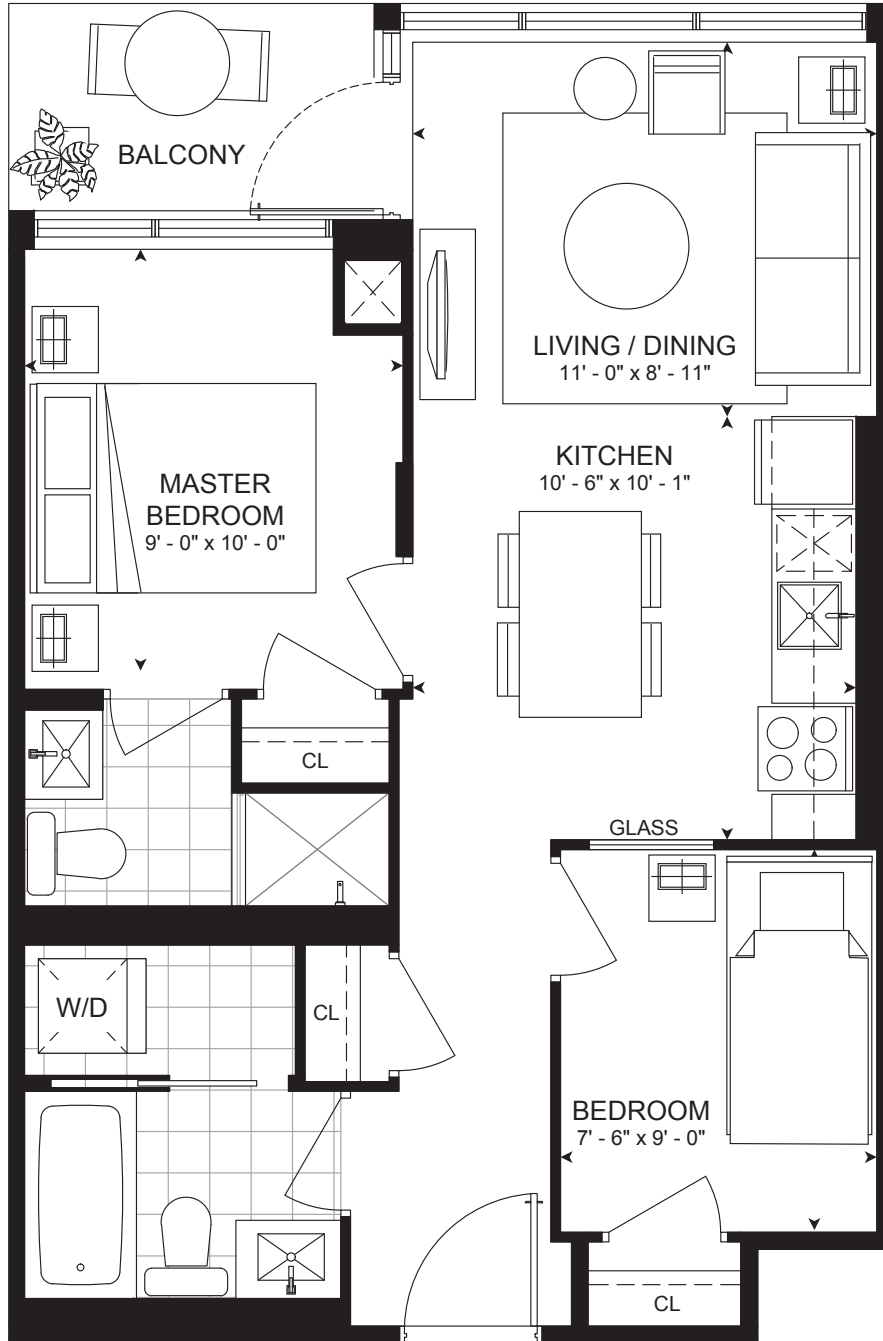 BALCONY
LIVING / DINING
11' - 0" x 8' - 11"
KITCHEN
10' - 6" x 10' - 1"
MASTER
BEDROOM
9' - 0" x 10' - 0"
CL
GLASS
W/D
CL
BEDROOM
7' - 6" x 9' - 0"
CL